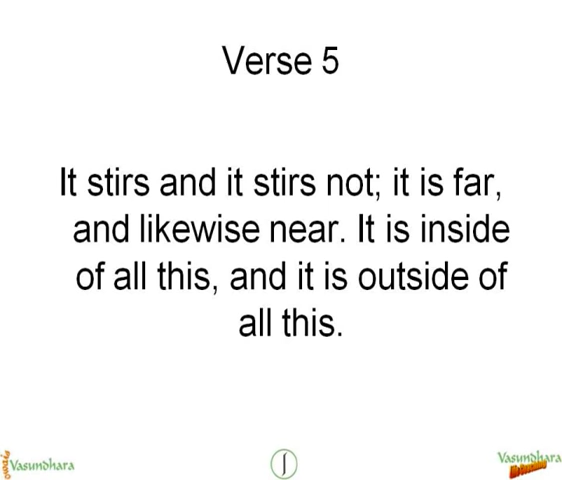 Verse 5
It stirs and it stirs not; it is far,
and likewise near. It is inside
of all this, and it is outside of
all this.
Vasundhara
Vasundhara